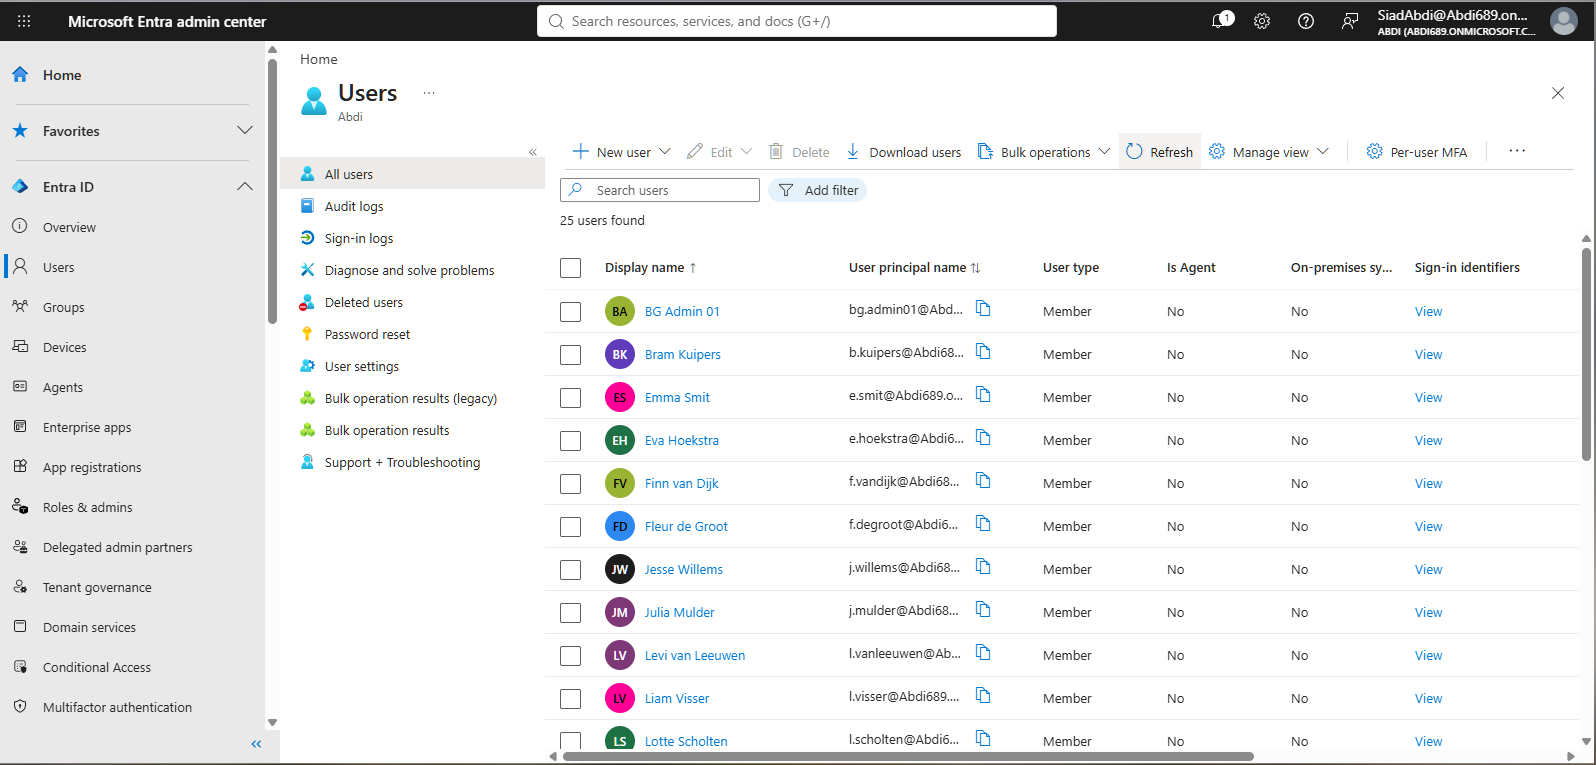 Microsoft Entra admin center
Search resources, services, and docs (G+/)
1
SiadAbdi@Abdi689.on...
ABDI (ABDI689.ONMICROSOFT.C...
Home
Favorites
Entra ID
Overview
Users
Groups
Devices
Agents
Enterprise apps
App registrations
Roles & admins
Delegated admin partners
Tenant governance
Domain services
Conditional Access
Multifactor authentication
Home
Users
...
Abdi
All users
Audit logs
Sign-in logs
Diagnose and solve problems
Deleted users
Password reset
User settings
Bulk operation results (legacy)
Bulk operation results
Support + Troubleshooting
New user Edit Delete Download users Bulk operations Refresh Manage view Per-user MFA ...
Search users Add filter
25 users found
Display name ↑ User principal name ↑↓ User type Is Agent On-premises sy... Sign-in identifiers
BA BG Admin 01 bg.admin01@Abd... Member No No View
BK Bram Kuipers b.kuipers@Abdi68... Member No No View
ES Emma Smit e.smit@Abdi689.o... Member No No View
EH Eva Hoekstra e.hoekstra@Abdi6... Member No No View
FV Finn van Dijk f.vandijk@Abdi68... Member No No View
FD Fleur de Groot f.degroot@Abdi6... Member No No View
JW Jesse Willems j.willems@Abdi68... Member No No View
JM Julia Mulder j.mulder@Abdi68... Member No No View
LV Levi van Leeuwen l.vanleeuwen@Ab... Member No No View
LV Liam Visser l.visser@Abdi689.... Member No No View
LS Lotte Scholten l.scholten@Abdi6... Member No No View